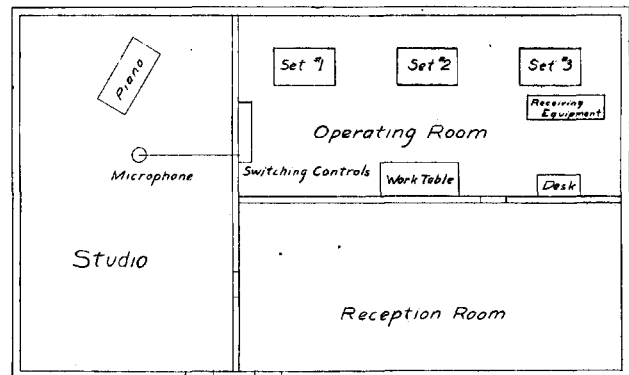 Piano
Set #1
Set #2
Set #3
Receiving
Equipment
Operating Room
Microphone
Switching Controls
Work Table
Desk
Studio
Reception Room